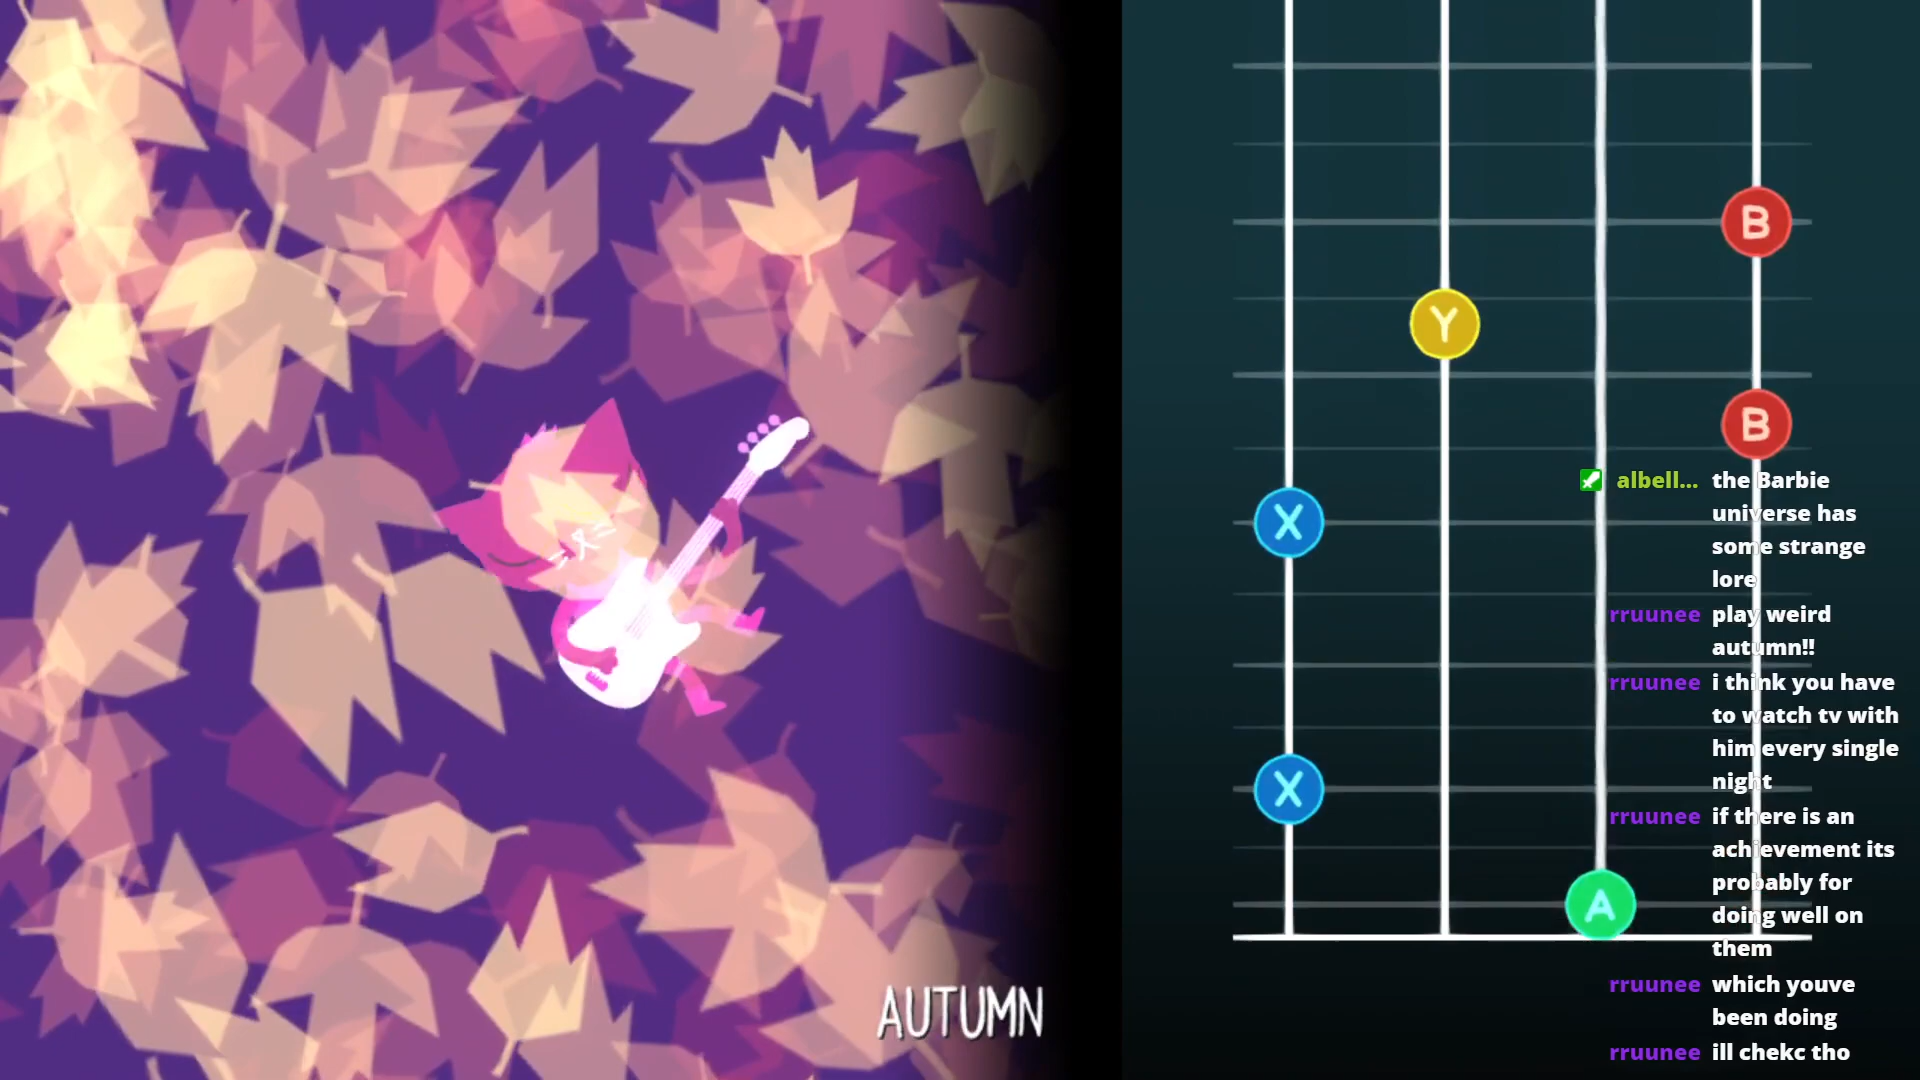 B
Y
B
X
X
A
albell... the Barbie
universe has
some strange
lore
rruunee play weird
autumn!!
rruunee i think you have
to watch tv with
him every single
night
rruunee if there is an
achievement its
probably for
doing well on
them
rruunee which youve
been doing
rruunee ill chekc tho
AUTUMN